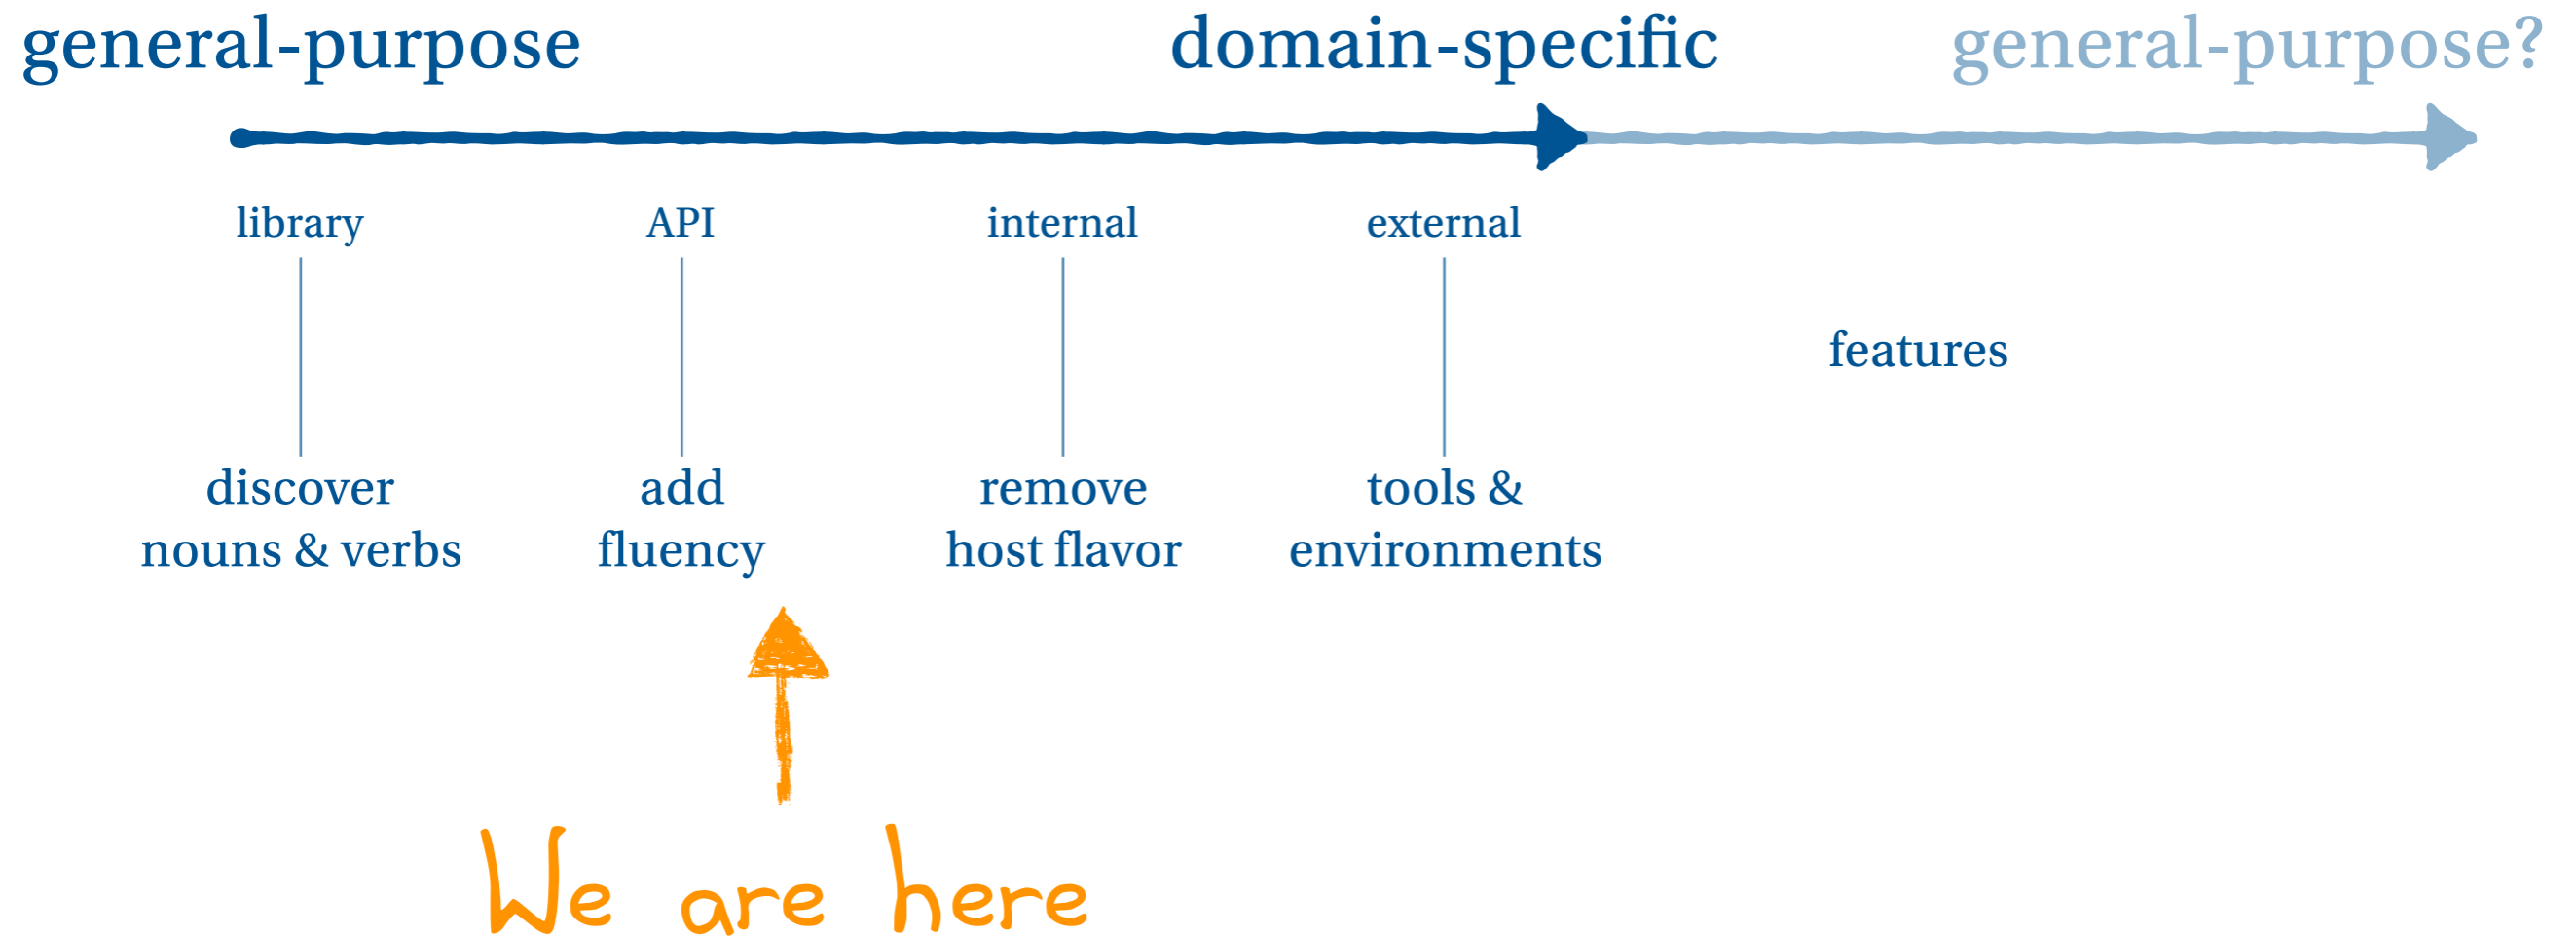 general-purpose domain-specific general-purpose?
library API internal external
features
discover add remove tools &
nouns & verbs fluency host flavor environments
We are here